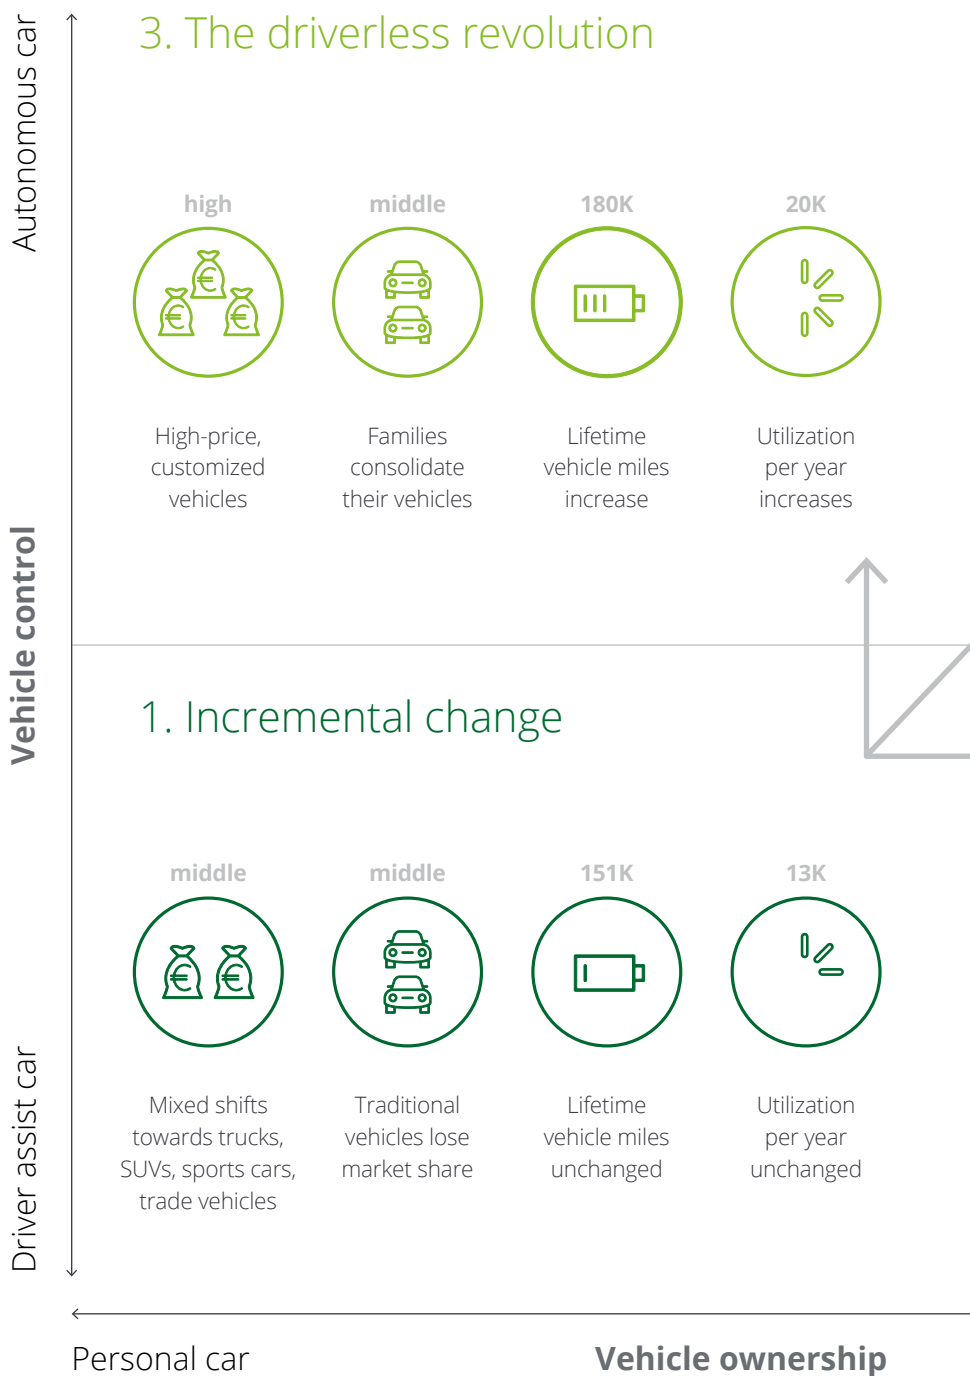 Autonomous car
3. The driverless revolution
high
middle
180K
20K
€
€
€
High-price,
customized
vehicles
Families
consolidate
their vehicles
Lifetime
vehicle miles
increase
Utilization
per year
increases
Vehicle control
1. Incremental change
middle
middle
151K
13K
€
€
Mixed shifts
towards trucks,
SUVs, sports cars,
trade vehicles
Traditional
vehicles lose
market share
Lifetime
vehicle miles
unchanged
Utilization
per year
unchanged
Driver assist car
Personal car
Vehicle ownership